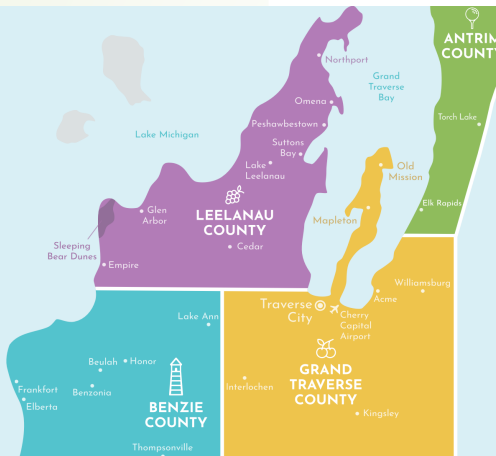 ANTRIM
COUNTY
Northport
Grand
Traverse
Bay
Omena
Torch Lake
Peshawbestown
Lake Michigan
Suttons
Bay
Lake
Leelanau
Old
Mission
Elk Rapids
Glen
Arbor
LEELANAU
COUNTY
Mapleton
Sleeping
Bear Dunes
Cedar
Empire
Williamsburg
Acme
Traverse
City
Cherry
Capital
Airport
Lake Ann
Beulah
Honor
GRAND
TRAVERSE
COUNTY
Interlochen
Frankfort
Benzonia
Elberta
BENZIE
COUNTY
Kingsley
Thompsonville